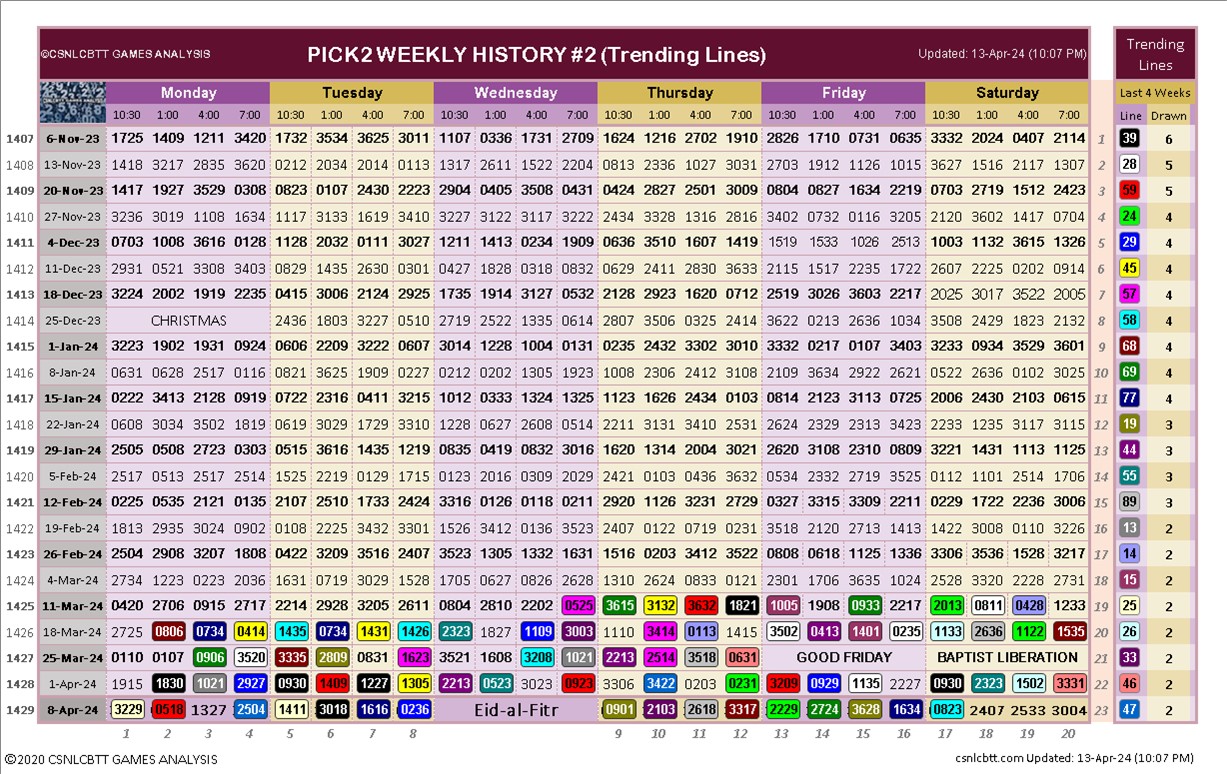 ©2020 CSNLCBTT GAMES ANALYSIS PICK2 WEEKLY HISTORY #2 (Trending Lines) Updated: 13-Apr-24 (10:07 PM) Trending Lines
Monday Tuesday Wednesday Thursday Friday Saturday Last 4 Weeks
10:30 1:00 4:00 7:00 10:30 1:00 4:00 7:00 10:30 1:00 4:00 7:00 10:30 1:00 4:00 7:00 10:30 1:00 4:00 7:00 10:30 1:00 4:00 7:00 Line Drawn
1407 6-Nov-23 1725 1409 1211 3420 1732 3534 3625 3011 1107 0336 1731 2709 1624 1216 2702 1910 2826 1710 0731 0635 3332 2024 0407 2114 1 39 6
1408 13-Nov-23 1418 3217 2835 3620 0212 2034 2014 0113 1317 2611 1522 2204 0813 2336 1027 3031 2703 1912 1126 1015 3627 1516 2117 1307 2 28 5
1409 20-Nov-23 1417 1927 3529 0308 0823 0107 2430 2223 2904 0405 3508 0431 0424 2827 2501 3009 0804 0827 1634 2219 0703 2719 1512 2423 3 59 5
1410 27-Nov-23 3236 3019 1108 1634 1117 3133 1619 3410 3227 3122 3117 3222 2434 3328 1316 2816 3402 0732 0116 3205 2120 3602 1417 0704 4 24 4
1411 4-Dec-23 0703 1008 3616 0128 1128 2032 0111 3027 1211 1413 0234 1909 0636 3510 1607 1419 1519 1533 1026 2513 1003 1132 3615 1326 5 29 4
1412 11-Dec-23 2931 0521 3308 3403 0829 1435 2630 0301 0427 1828 0318 0832 0629 2411 2830 3633 2115 1517 2235 1722 2607 2225 0202 0914 6 45 4
1413 18-Dec-23 3224 2002 1919 2235 0415 3006 2124 2925 1735 1914 3127 0532 2128 2923 1620 0712 2519 3026 3603 2217 2025 3017 3522 2005 7 57 4
1414 25-Dec-23 CHRISTMAS 2436 1803 3227 0510 2719 2522 1335 0614 2807 3506 0325 2414 3622 0213 2636 1034 3508 2429 1823 2132 8 58 4
1415 1-Jan-24 3223 1902 1931 0924 0606 2209 3222 0607 3014 1228 1004 0131 0235 2432 3302 3010 3332 0217 0107 3403 3233 0934 3529 3601 9 68 4
1416 8-Jan-24 0631 0628 2517 0116 0821 3625 1909 0227 0212 0202 1305 1923 1008 2306 2412 3108 2109 3634 2922 2621 0522 2636 0102 3025 10 69 4
1417 15-Jan-24 0222 3413 2128 0919 0722 2316 0411 3215 1012 0333 1324 1325 1123 1626 2434 0103 0814 2123 3113 0725 2006 2430 2103 0615 11 77 4
1418 22-Jan-24 0608 3034 3502 1819 0619 3029 1729 3310 1228 0627 2608 0514 2211 3131 3410 2531 2624 2329 2313 3423 2233 1235 3117 3115 12 19 3
1419 29-Jan-24 2505 0508 2723 0303 0515 3616 1435 1219 0835 0419 0832 3016 1620 1314 2004 3021 2620 3108 2310 0809 3221 1431 1113 1125 13 44 3
1420 5-Feb-24 2517 0513 2517 2514 1525 2219 0129 1715 0123 2016 0309 2029 2421 0103 0436 3632 0534 2332 2719 3525 0112 1101 2514 1706 14 55 3
1421 12-Feb-24 0225 0535 2121 0135 2107 2510 1733 2424 3316 0126 0118 0211 2920 1126 3231 2729 0327 3315 3309 2211 0229 1722 2236 3006 15 89 3
1422 19-Feb-24 1813 2935 3024 0902 0108 2225 3432 3301 1526 3412 0136 3523 2407 0122 0719 0231 3518 2120 2713 1413 1422 3008 0110 3226 16 13 2
1423 26-Feb-24 2504 2908 3207 1808 0422 3209 3516 2407 3523 1305 1332 1631 1516 0203 3412 3522 0808 0618 1125 1336 3306 3536 1528 3217 17 14 2
1424 4-Mar-24 2734 1223 0223 2036 1631 0719 3029 1528 1705 0627 0826 2628 1310 2624 0833 0121 2301 1706 3635 1024 2528 3320 2228 2731 18 15 2
1425 11-Mar-24 0420 2706 0915 2717 2214 2928 3205 2611 0804 2810 2202 0525 3615 3132 3632 1821 1005 1908 0933 2217 2013 0811 0428 1233 19 25 2
1426 18-Mar-24 2725 0806 0734 0414 1435 0734 1431 1426 2323 1827 1109 3003 1110 3414 0113 1415 3502 0413 1401 0235 1133 2636 1122 1535 20 26 2
1427 25-Mar-24 0110 0107 0906 3520 3335 2809 0831 1623 3521 1608 3208 1021 2213 2514 3518 0631 GOOD FRIDAY BAPTIST LIBERATION 21 33 2
1428 1-Apr-24 1915 1830 1021 2927 0930 1409 1227 1305 2213 0523 3023 0923 3306 3422 0203 0231 3209 0929 1135 2227 0930 2323 1502 3331 22 46 2
1429 8-Apr-24 3229 0518 1327 2504 1411 3018 1616 0236 Eid-al-Fitr 0901 2103 2618 3317 2229 2724 3628 1634 0823 2407 2533 3004 23 47 2
1 2 3 4 5 6 7 8 9 10 11 12 13 14 15 16 17 18 19 20
©2020 CSNLCBTT GAMES ANALYSIS csnlcbtt.com Updated: 13-Apr-24 (10:07 PM)